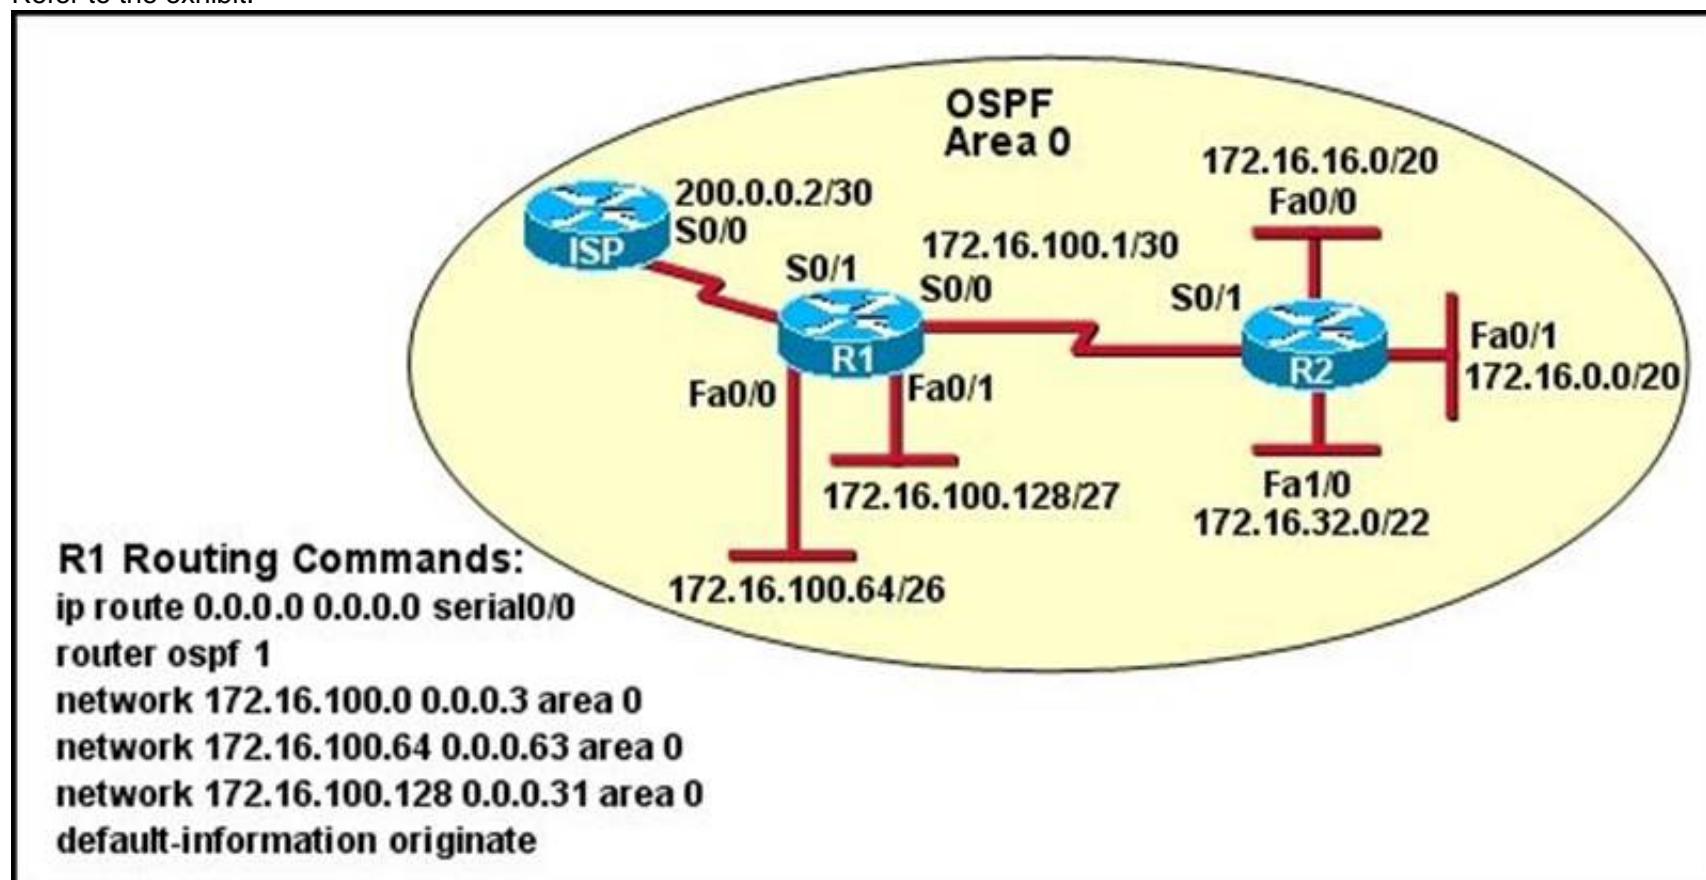 Refer to the exhibit.
OSPF
Area 0
172.16.16.0/20
Fa0/0
200.0.0.2/30
S0/0
ISP
172.16.100.1/30
S0/1
S0/0
S0/1
R1
R2
Fa0/1
172.16.0.0/20
Fa0/0
Fa0/1
172.16.100.128/27
Fa1/0
172.16.32.0/22
172.16.100.64/26
R1 Routing Commands:
ip route 0.0.0.0 0.0.0.0 serial0/0
router ospf 1
network 172.16.100.0 0.0.0.3 area 0
network 172.16.100.64 0.0.0.63 area 0
network 172.16.100.128 0.0.0.31 area 0
default-information originate